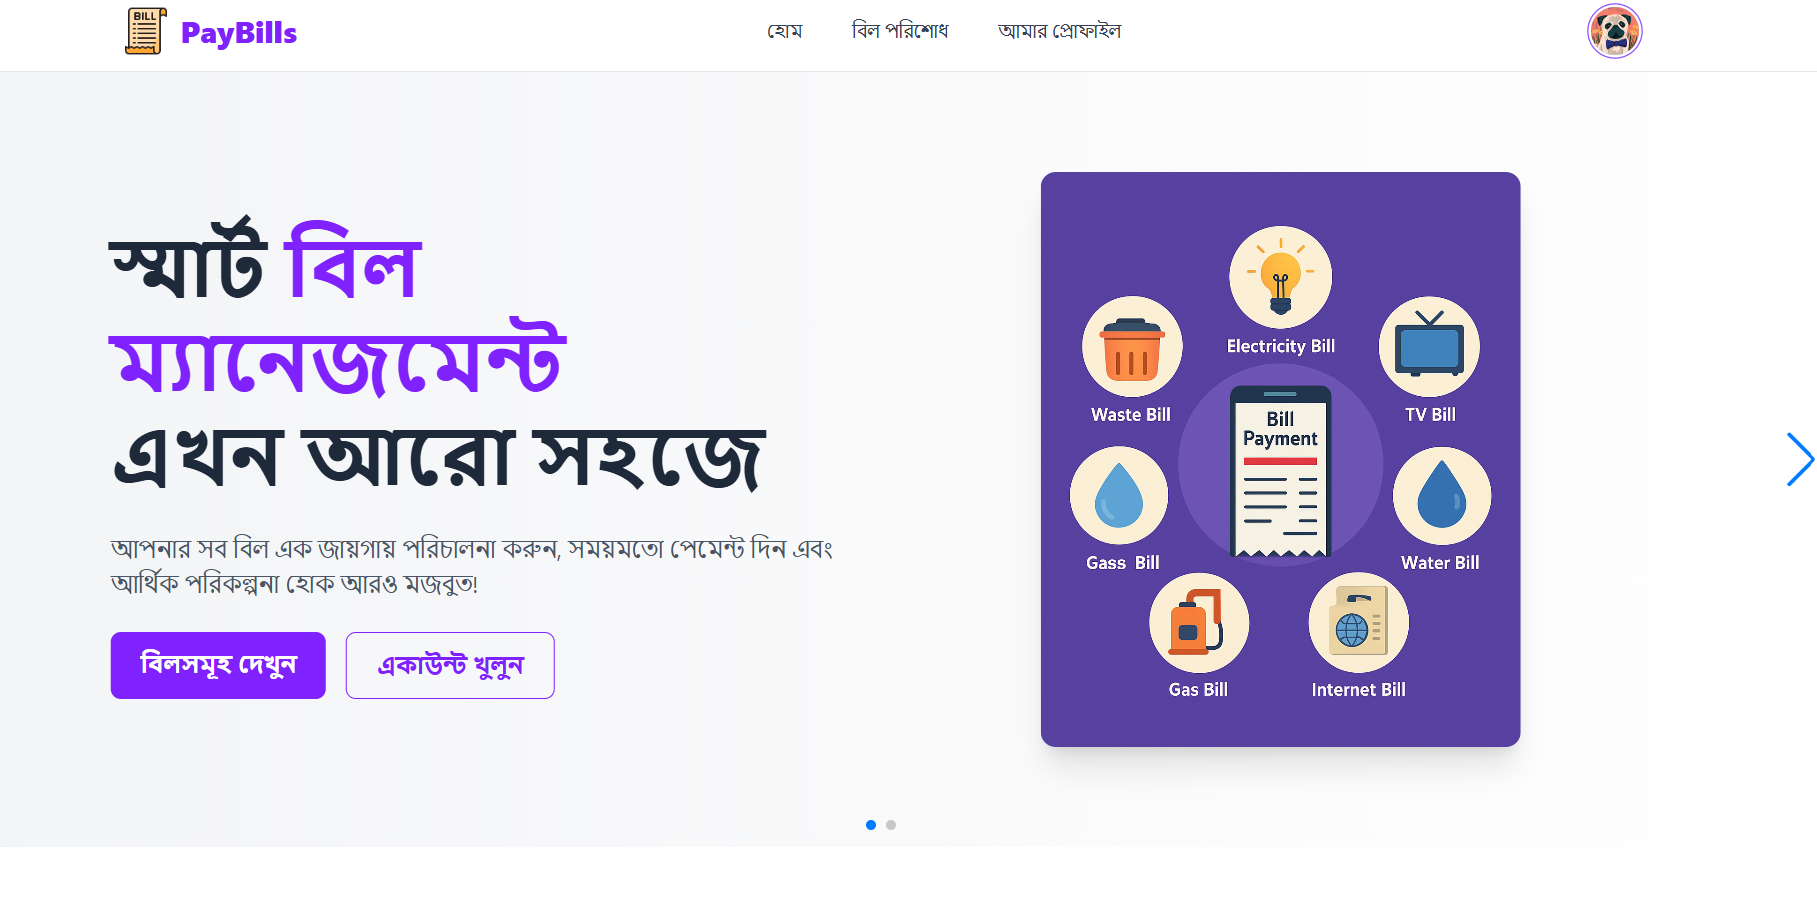 BILL
PayBills
হোম
বিল পরিশোধ
আমার প্রোফাইল
স্মার্ট বিল
ম্যানেজমেন্ট
এখন আরো সহজে
আপনার সব বিল এক জায়গায় পরিচালনা করুন, সময়মতো পেমেন্ট দিন এবং
আর্থিক পরিকল্পনা হোক আরও মজবুত!
বিলসমূহ দেখুন
একাউন্ট খুলুন
Electricity Bill
Waste Bill
TV Bill
Bill
Payment
Gass Bill
Water Bill
Gas Bill
Internet Bill